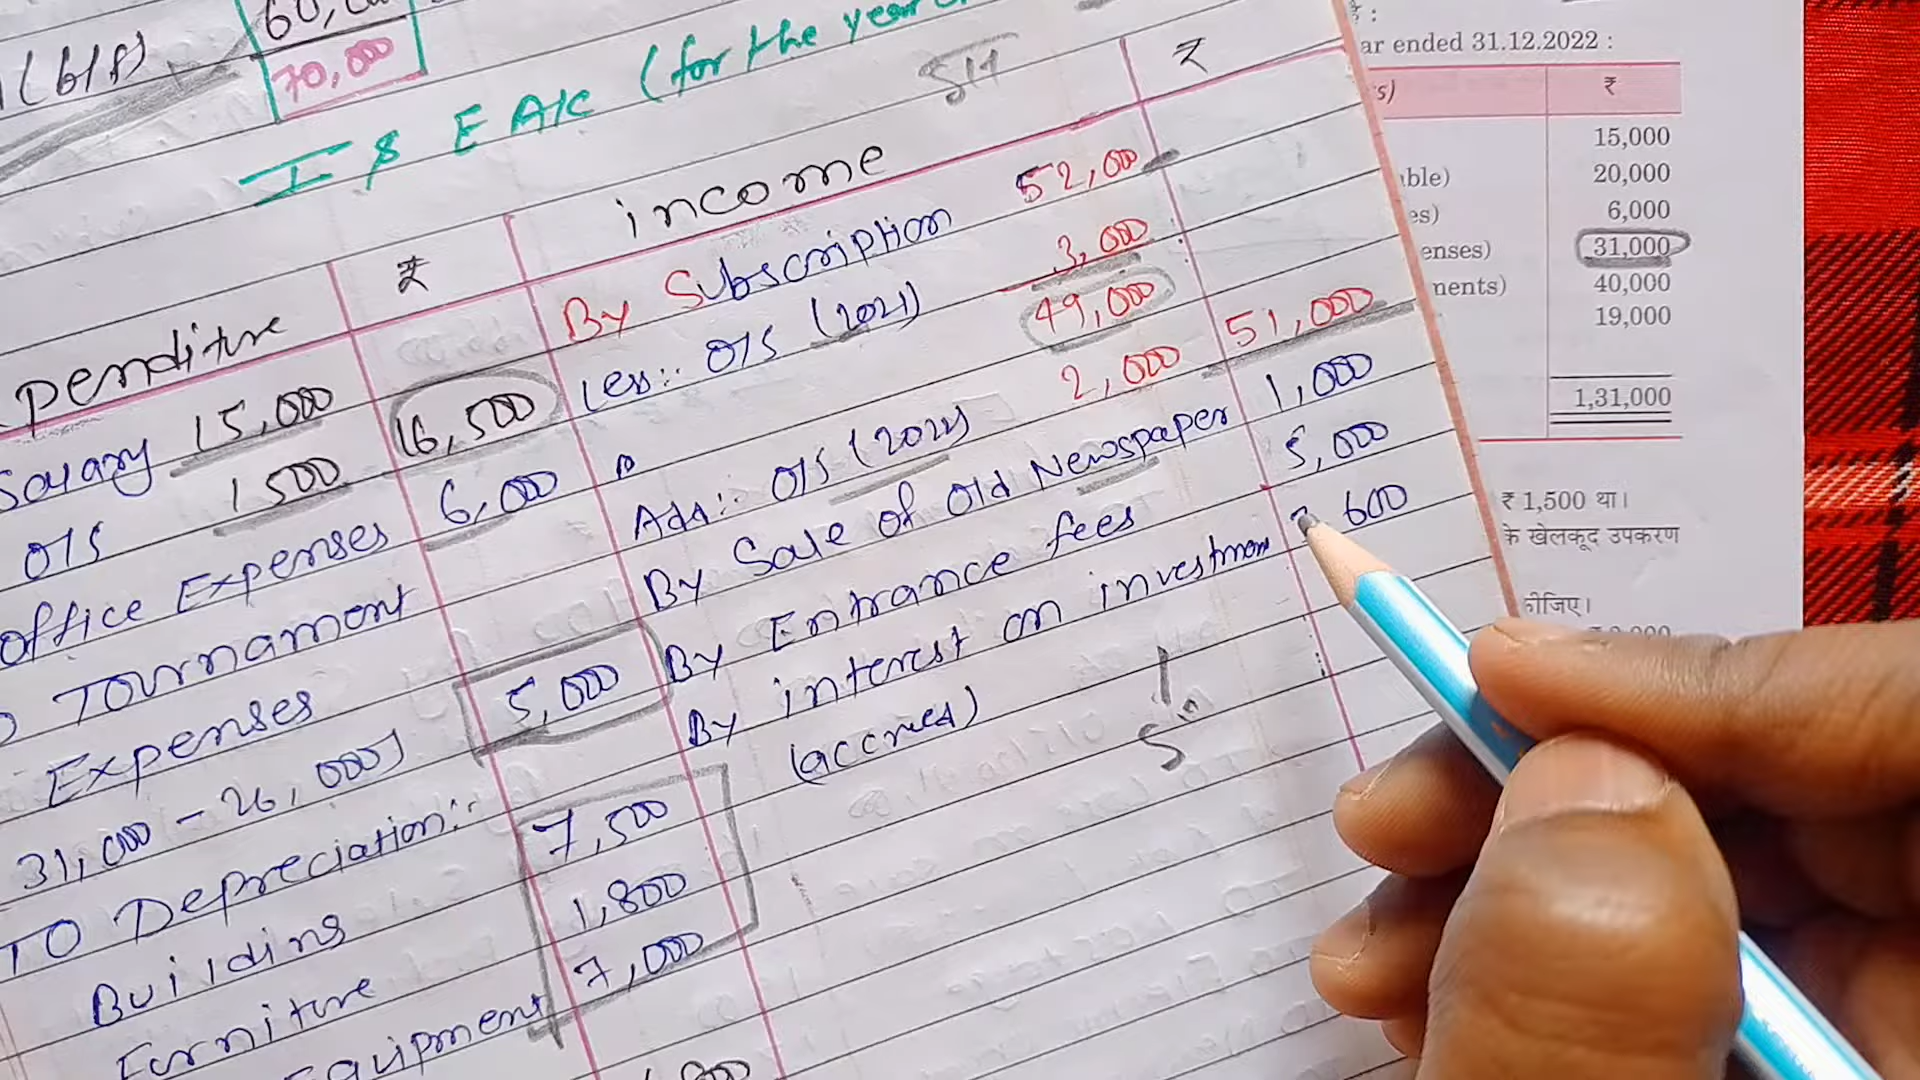 70,000
I & E A/C (for the year
₹
income
₹
By Subscription 52,000
Less:- O/S (2021) 3,000
49,000
Add:- O/S (2022) 2,000 51,000
By Sale of Old Newspaper 1,000
By Entrance fees 5,000
By interest on investment 600
(accrued)
penditure
Salary 15,000
O/S 1500 16,500
office Expenses 6,000
Tournament
Expenses
31,000 - 26,000) 5,000
TO Depreciation:-
Building 7,500
Furniture 1,800
Equipment 7,000
ar ended 31.12.2022 :
s) ₹
15,000
ble) 20,000
es) 6,000
enses) 31,000
ments) 40,000
19,000
1,31,000
₹ 1,500 था।
के खेलकूद उपकरण
कीजिए।